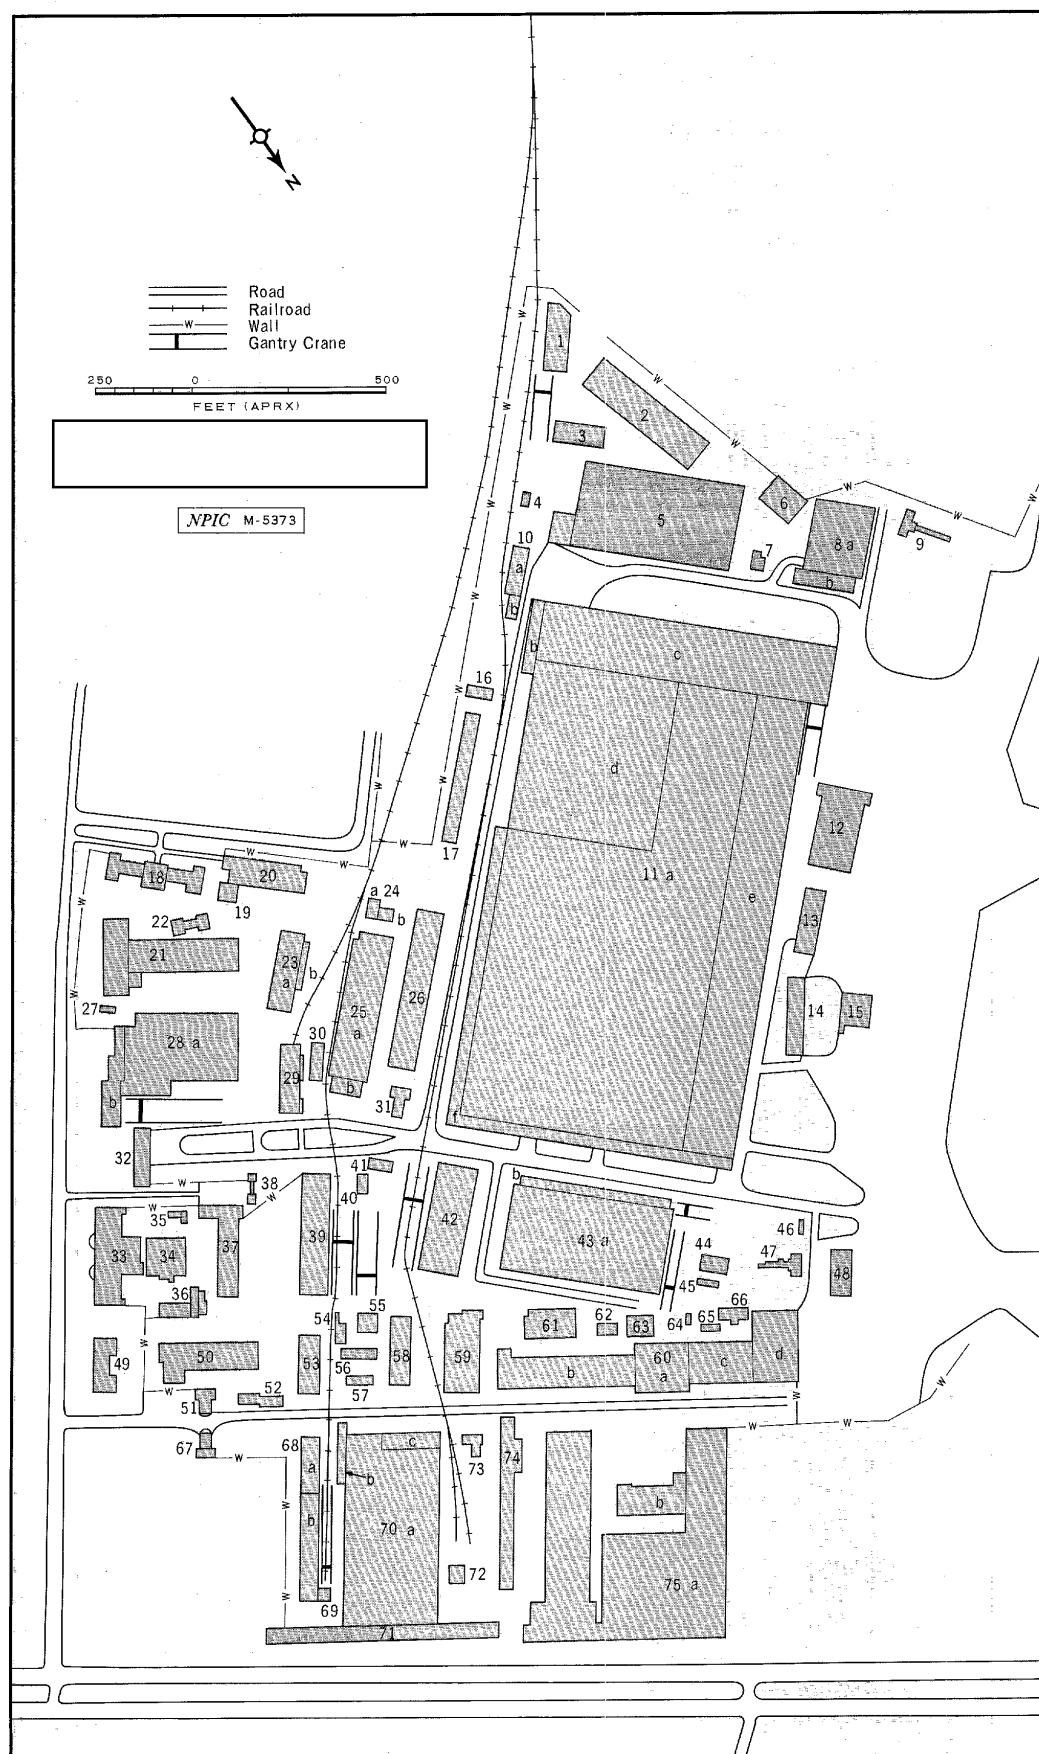 N
Road
Railroad
W Wall
Gantry Crane
250 0 500
FEET (APRX)
NPIC M-5373
W
1
W
2
W
3
W
W
6
W
W
W
4
5
8 a
9
10
7
a
b
W
b
b
c
16
W
d
W
W
12
17
11 a
W
W
18
20
a 24
e
19
b
22
13
W
21
23
b
26
a
W
27
25
14
15
28 a
30
a
29
b
b
31
f
32
41
b
W
38
40
W
W
35
42
46
39
43 a
44
47
33
34
37
48
45
36
55
66
54
62
64
65
61
63
W
49
50
56
60
53
58
59
b
a
c
d
57
W
52
51
W
W
W
67
68
c
73
74
W
a
b
W
b
b
70 a
72
75 a
W
69
71